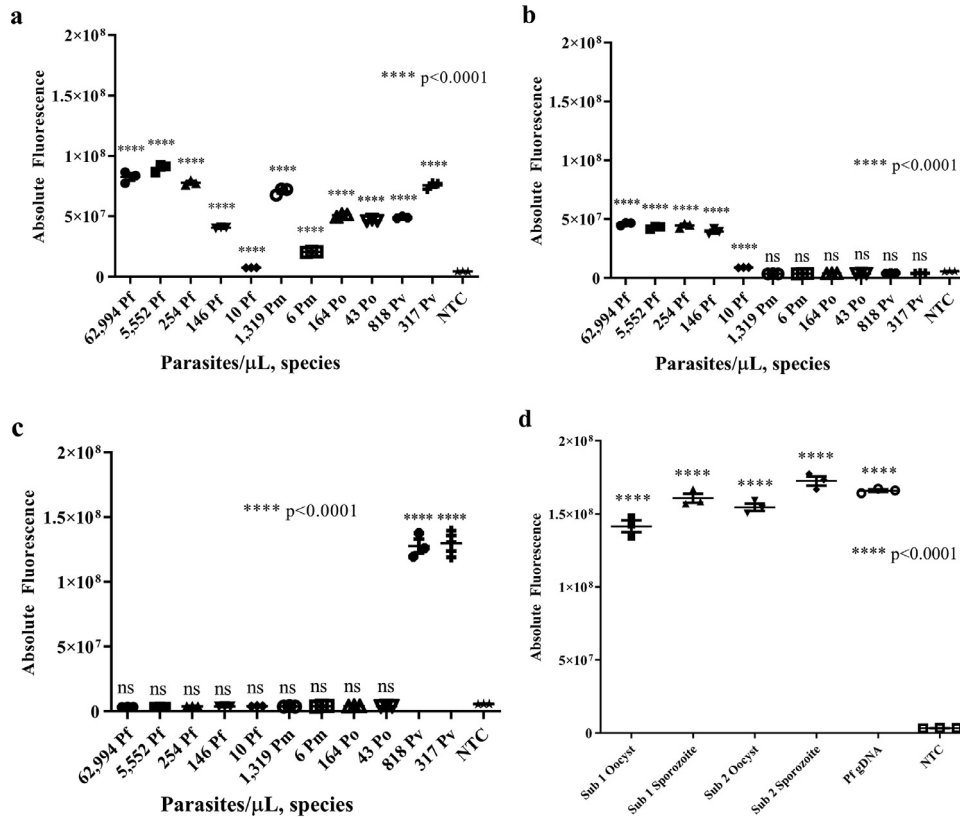 a
2×10⁸
1.5×10⁸
1×10⁸
5×10⁷
0
Absolute Fluorescence
**** p<0.0001
**** **** **** **** **** **** **** **** **** **** ****
62,994 Pf 5,552 Pf 254 Pf 146 Pf 10 Pf 1,319 Pm 6 Pm 164 Po 43 Po 818 Pv 317 Pv NTC
Parasites/μL, species
b
2×10⁸
1.5×10⁸
1×10⁸
5×10⁷
0
Absolute Fluorescence
**** p<0.0001
**** **** **** **** **** ns ns ns ns ns ns
62,994 Pf 5,552 Pf 254 Pf 146 Pf 10 Pf 1,319 Pm 6 Pm 164 Po 43 Po 818 Pv 317 Pv NTC
Parasites/μL, species
c
2×10⁸
1.5×10⁸
1×10⁸
5×10⁷
0
Absolute Fluorescence
**** p<0.0001
ns ns ns ns ns ns ns ns ns **** ****
62,994 Pf 5,552 Pf 254 Pf 146 Pf 10 Pf 1,319 Pm 6 Pm 164 Po 43 Po 818 Pv 317 Pv NTC
Parasites/μL, species
d
2×10⁸
1.5×10⁸
1×10⁸
5×10⁷
0
Absolute Fluorescence
**** **** **** **** ****
**** p<0.0001
Sub 1 Oocyst Sub 1 Sporozoite Sub 2 Oocyst Sub 2 Sporozoite Pf gDNA NTC